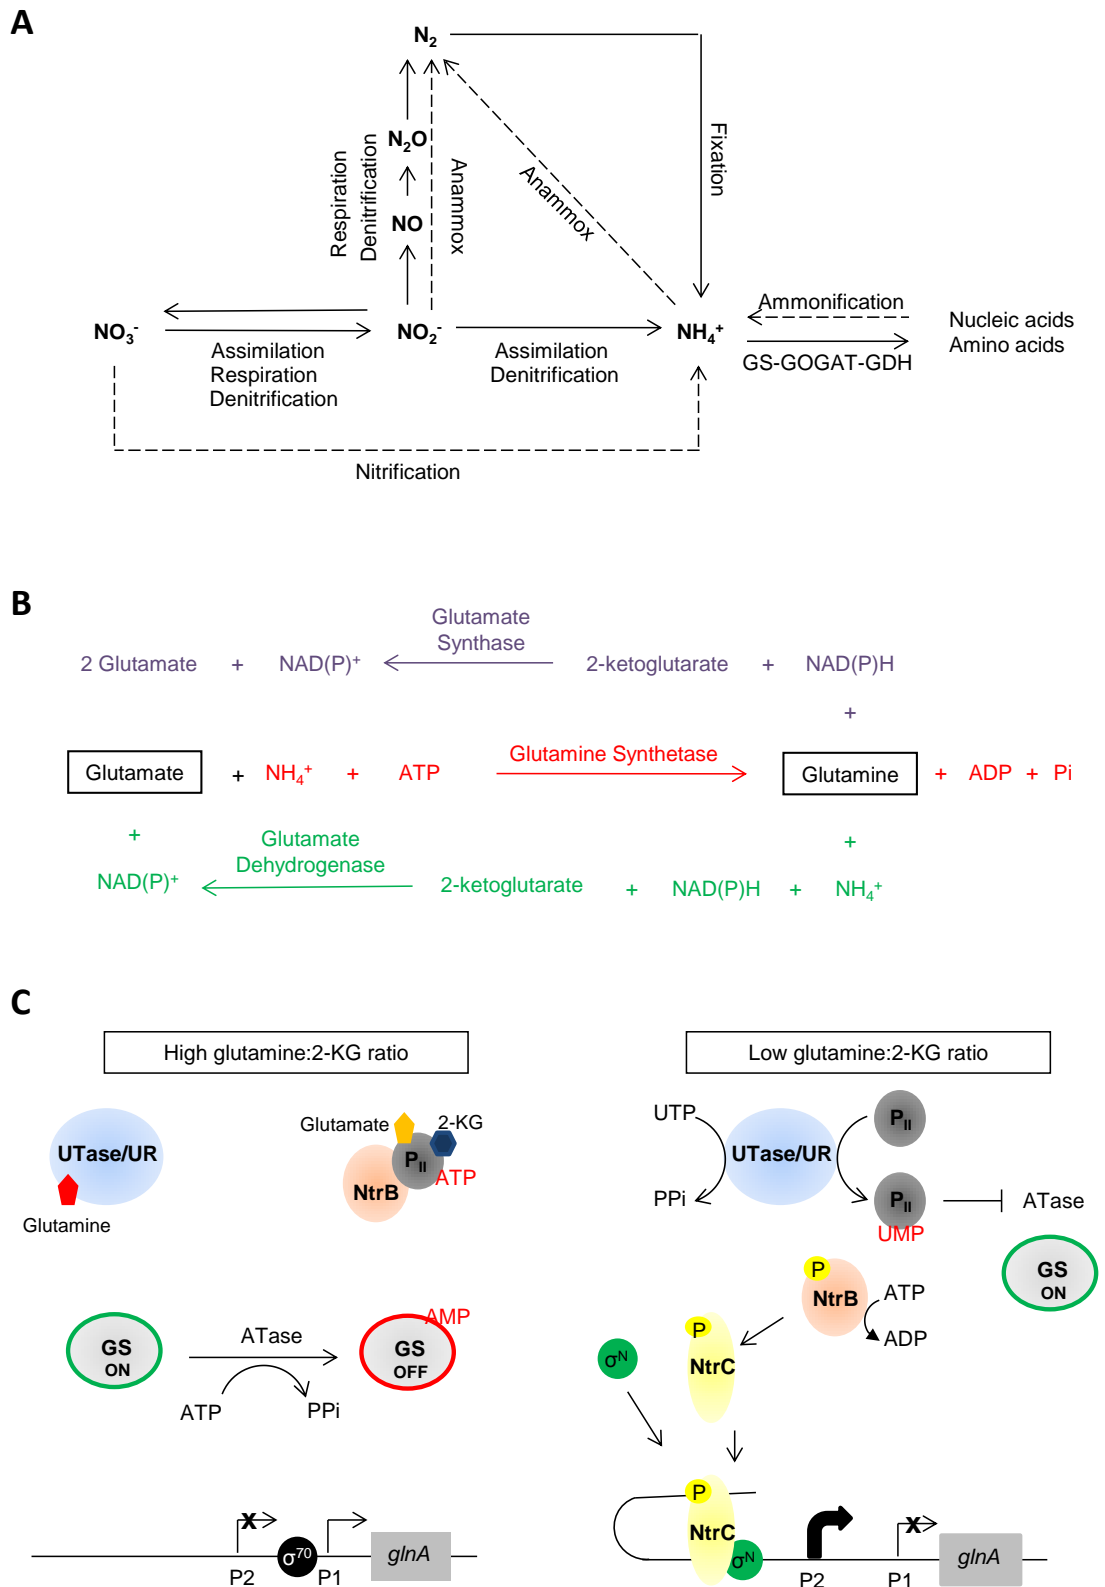 A
N₂
N₂O
NO
Respiration
Denitrification
Anammox
Anammox
Fixation
NO₃⁻
NO₂⁻
NH₄⁺
Assimilation
Respiration
Denitrification
Assimilation
Denitrification
Ammonification
GS-GOGAT-GDH
Nucleic acids
Amino acids
Nitrification
B
Glutamate
Synthase
2 Glutamate + NAD(P)⁺ 2-ketoglutarate + NAD(P)H
+
Glutamine Synthetase
Glutamate + NH₄⁺ + ATP Glutamine + ADP + Pi
+ +
Glutamate
Dehydrogenase
NAD(P)⁺ 2-ketoglutarate + NAD(P)H + NH₄⁺
C
High glutamine:2-KG ratio
UTase/UR
Glutamine
Glutamate
2-KG
P_II
ATP
NtrB
GS
ON
ATase
ATP
PPi
AMP
GS
OFF
x
P2
σ⁷⁰
P1
glnA
Low glutamine:2-KG ratio
UTP
UTase/UR
PPi
P_II
P_II
UMP
ATase
GS
ON
P
NtrB
ATP
ADP
P
NtrC
σᴺ
P
NtrC
σᴺ
P2
x
P1
glnA